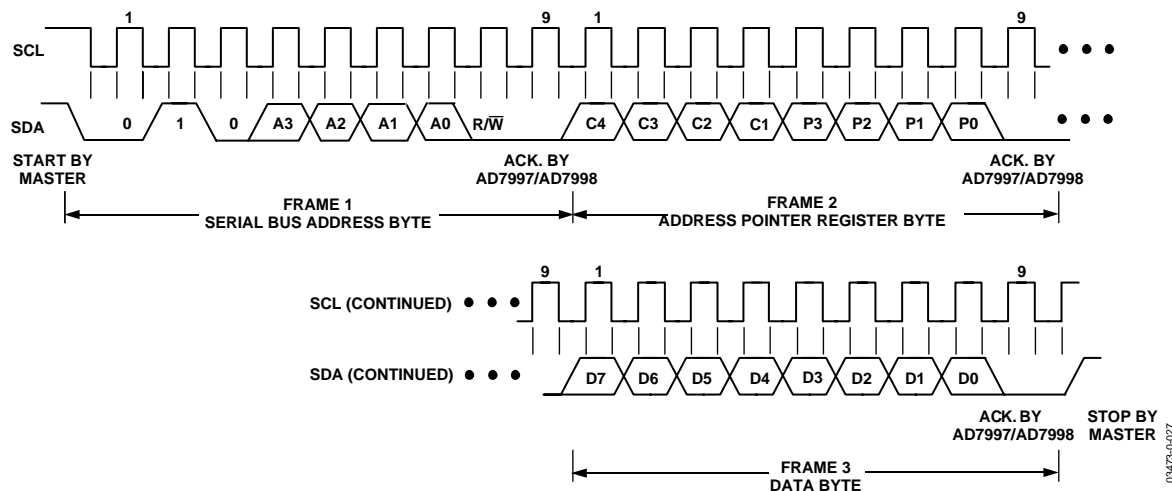 1 9 1 9
SCL
SDA 0 1 0 A3 A2 A1 A0 R/W̅ C4 C3 C2 C1 P3 P2 P1 P0
START BY
MASTER
ACK. BY
AD7997/AD7998
ACK. BY
AD7997/AD7998
FRAME 1
SERIAL BUS ADDRESS BYTE
FRAME 2
ADDRESS POINTER REGISTER BYTE
9 1 9
SCL (CONTINUED)
SDA (CONTINUED) D7 D6 D5 D4 D3 D2 D1 D0
ACK. BY
AD7997/AD7998
STOP BY
MASTER
FRAME 3
DATA BYTE
03473-0-027